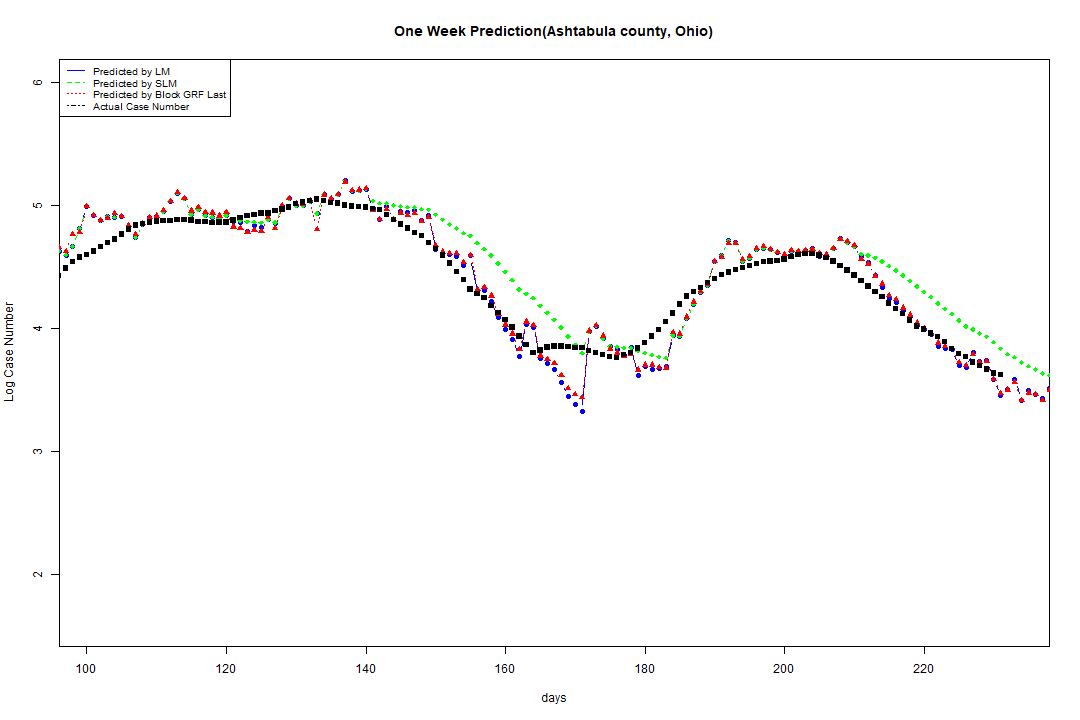 One Week Prediction(Ashtabula county, Ohio)
Predicted by LM
Predicted by SLM
Predicted by Block GRF Last
Actual Case Number
Log Case Number
6
5
4
3
2
100 120 140 160 180 200 220
days